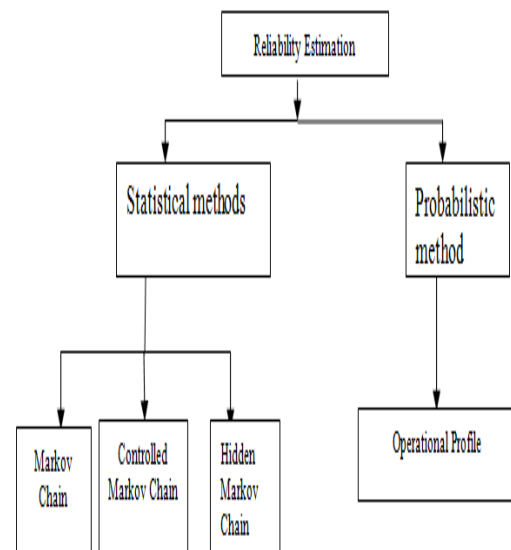 Reliability Estimation
Statistical methods
Probabilistic
method
Markov
Chain
Controlled
Markov Chain
Hidden
Markov
Chain
Operational Profile